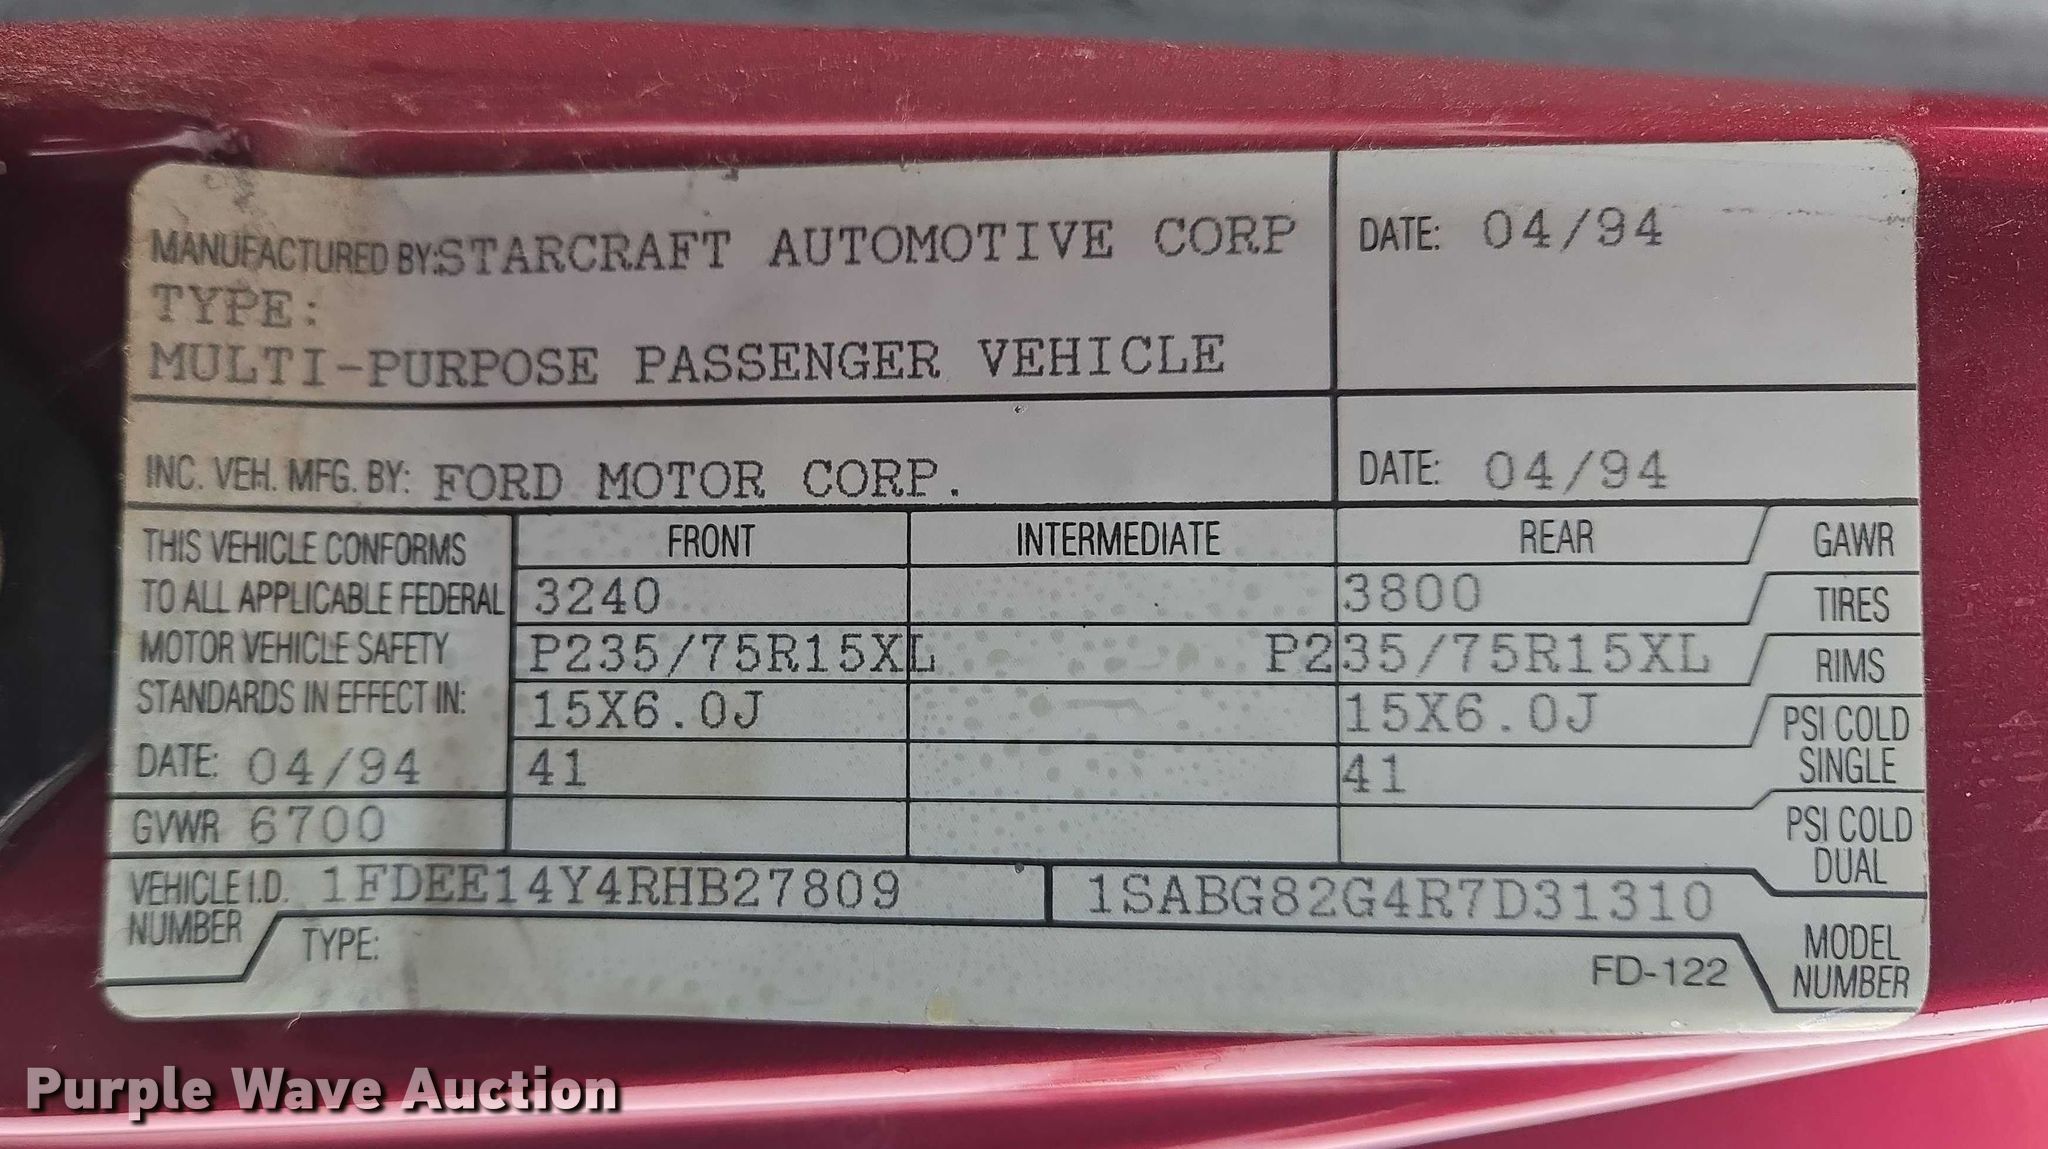 MANUFACTURED BY: STARCRAFT AUTOMOTIVE CORP DATE: 04/94
TYPE:
MULTI-PURPOSE PASSENGER VEHICLE
INC. VEH. MFG. BY: FORD MOTOR CORP. DATE: 04/94
THIS VEHICLE CONFORMS
TO ALL APPLICABLE FEDERAL
MOTOR VEHICLE SAFETY
STANDARDS IN EFFECT IN:
DATE: 04/94
GVWR 6700
FRONT INTERMEDIATE REAR GAWR
3240 3800 TIRES
P235/75R15XL P235/75R15XL RIMS
15X6.0J 15X6.0J PSI COLD
SINGLE
41 41
PSI COLD
DUAL
VEHICLE I.D. 1FDEE14Y4RHB27809 1SABG82G4R7D31310
NUMBER
TYPE:
FD-122
MODEL
NUMBER
Purple Wave Auction